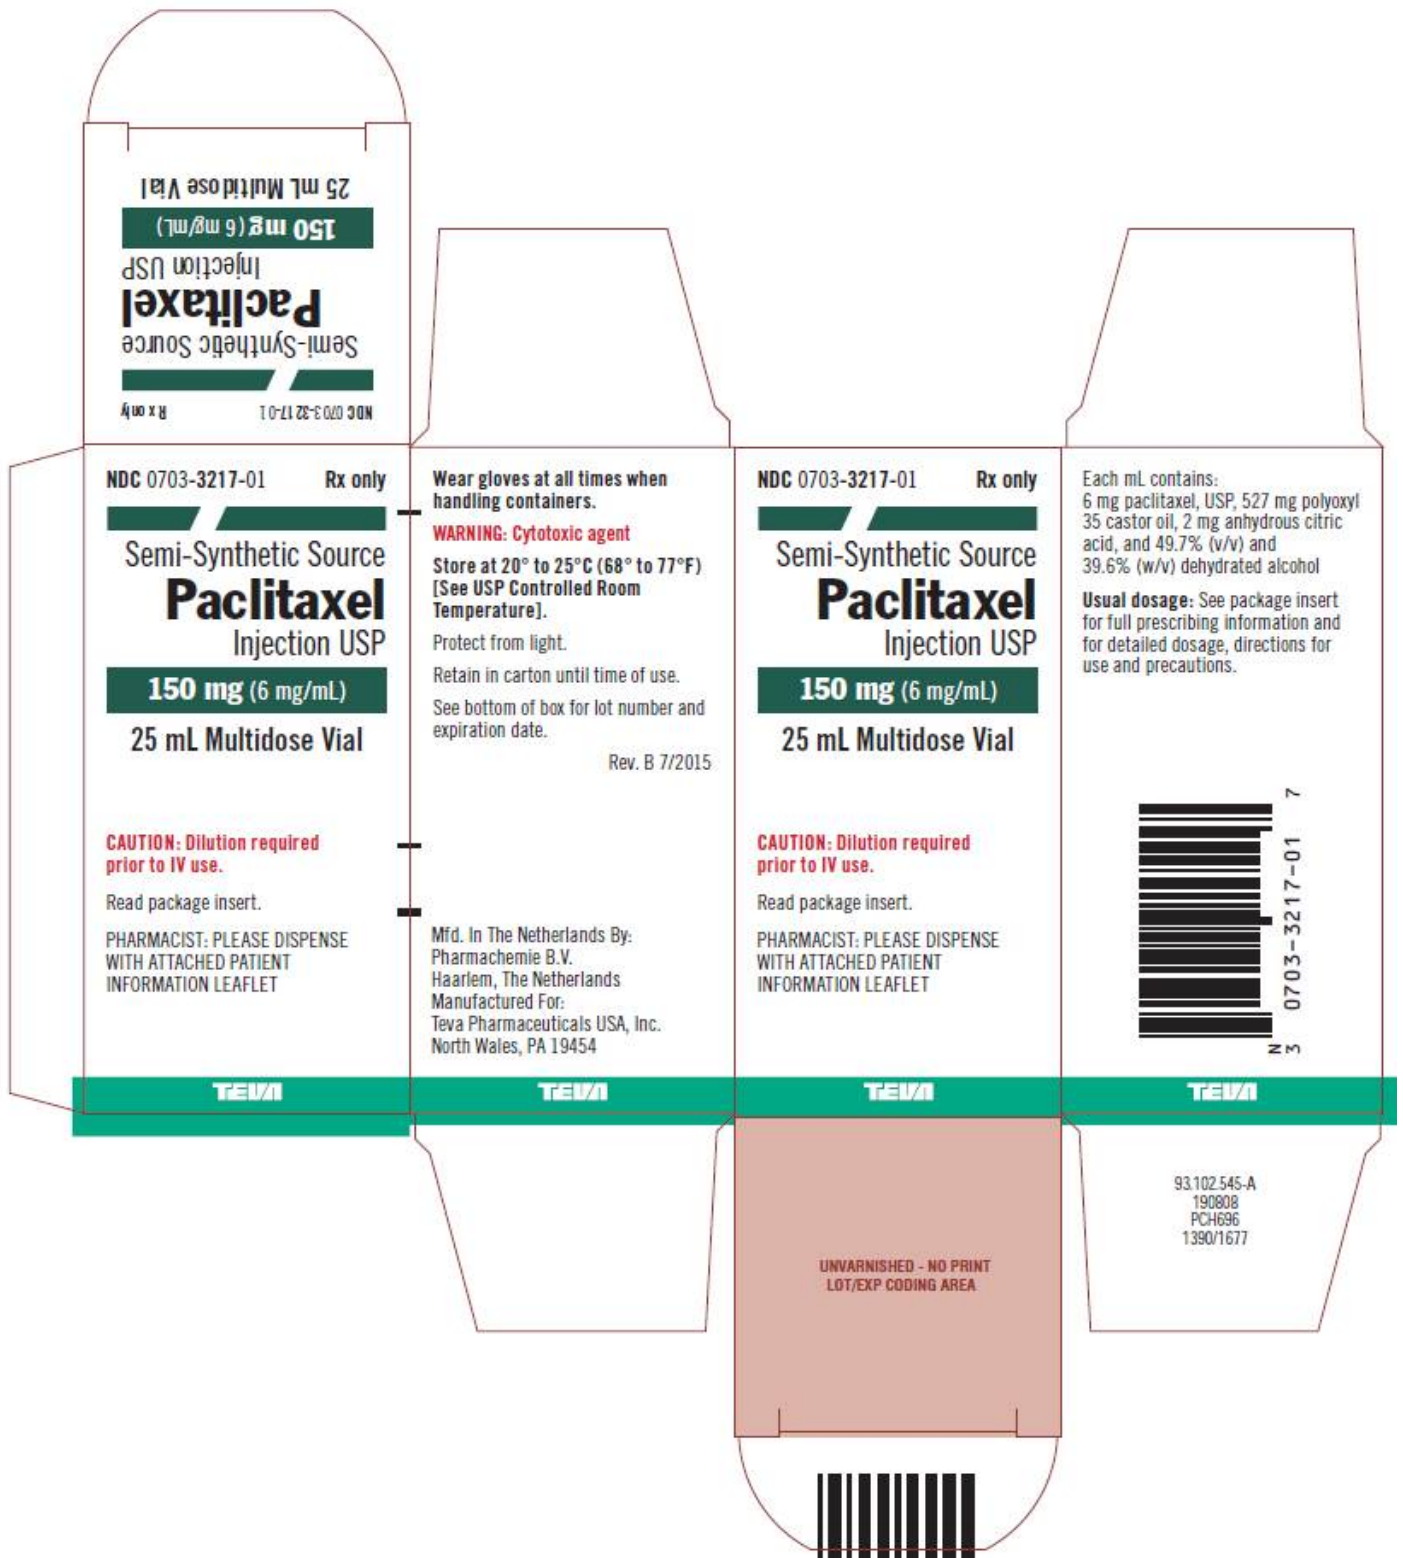 25 mL Multidose Vial
150 mg (6 mg/mL)
Injection USP
Paclitaxel
Semi-Synthetic Source
NDC 0703-3217-01 Rx only
NDC 0703-3217-01 Rx only
Semi-Synthetic Source
Paclitaxel
Injection USP
150 mg (6 mg/mL)
25 mL Multidose Vial
CAUTION: Dilution required
prior to IV use.
Read package insert.
PHARMACIST: PLEASE DISPENSE
WITH ATTACHED PATIENT
INFORMATION LEAFLET
TEVA
Wear gloves at all times when
handling containers.
WARNING: Cytotoxic agent
Store at 20° to 25°C (68° to 77°F)
[See USP Controlled Room
Temperature].
Protect from light.
Retain in carton until time of use.
See bottom of box for lot number and
expiration date.
Rev. B 7/2015
Mfd. In The Netherlands By:
Pharmachemie B.V.
Haarlem, The Netherlands
Manufactured For:
Teva Pharmaceuticals USA, Inc.
North Wales, PA 19454
TEVA
NDC 0703-3217-01 Rx only
Semi-Synthetic Source
Paclitaxel
Injection USP
150 mg (6 mg/mL)
25 mL Multidose Vial
CAUTION: Dilution required
prior to IV use.
Read package insert.
PHARMACIST: PLEASE DISPENSE
WITH ATTACHED PATIENT
INFORMATION LEAFLET
TEVA
Each mL contains:
6 mg paclitaxel, USP, 527 mg polyoxyl
35 castor oil, 2 mg anhydrous citric
acid, and 49.7% (v/v) and
39.6% (w/v) dehydrated alcohol
Usual dosage: See package insert
for full prescribing information and
for detailed dosage, directions for
use and precautions.
N
3 0703-3217-01 7
TEVA
93.102.545-A
190808
PCH696
1390/1677
UNVARNISHED - NO PRINT
LOT/EXP CODING AREA